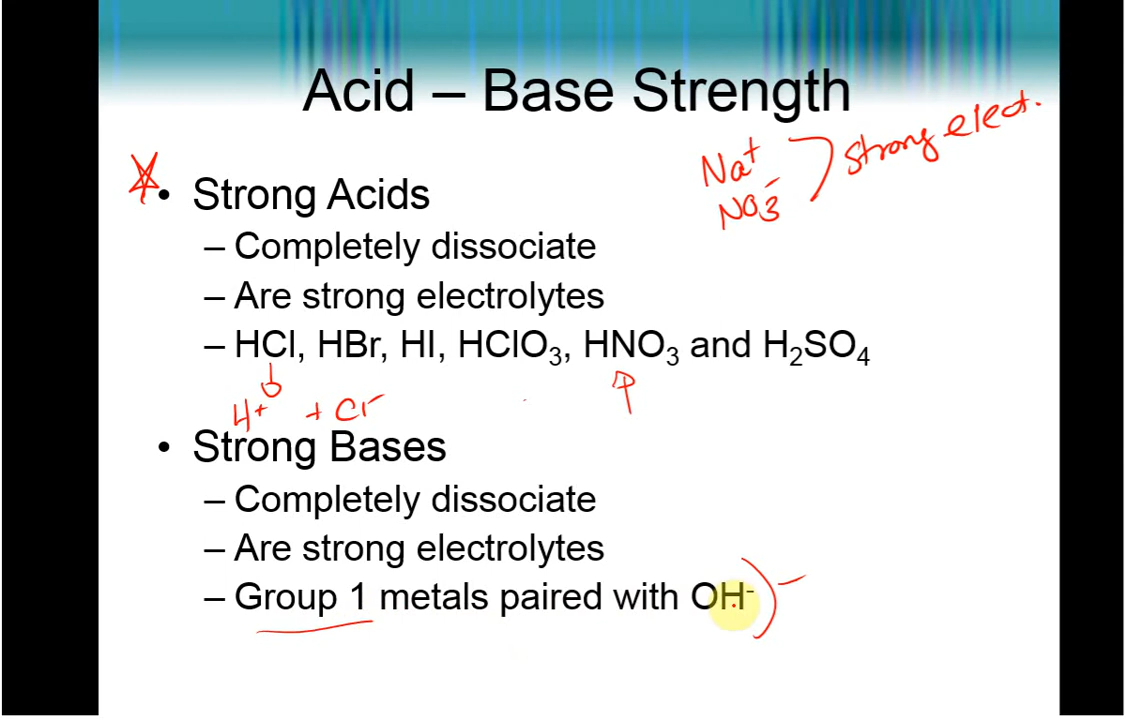 Acid – Base Strength
Na⁺
NO₃⁻
strong elect.
• Strong Acids
– Completely dissociate
– Are strong electrolytes
– HCl, HBr, HI, HClO₃, HNO₃ and H₂SO₄
H+ + Cl⁻
• Strong Bases
– Completely dissociate
– Are strong electrolytes
– Group 1 metals paired with OH⁻